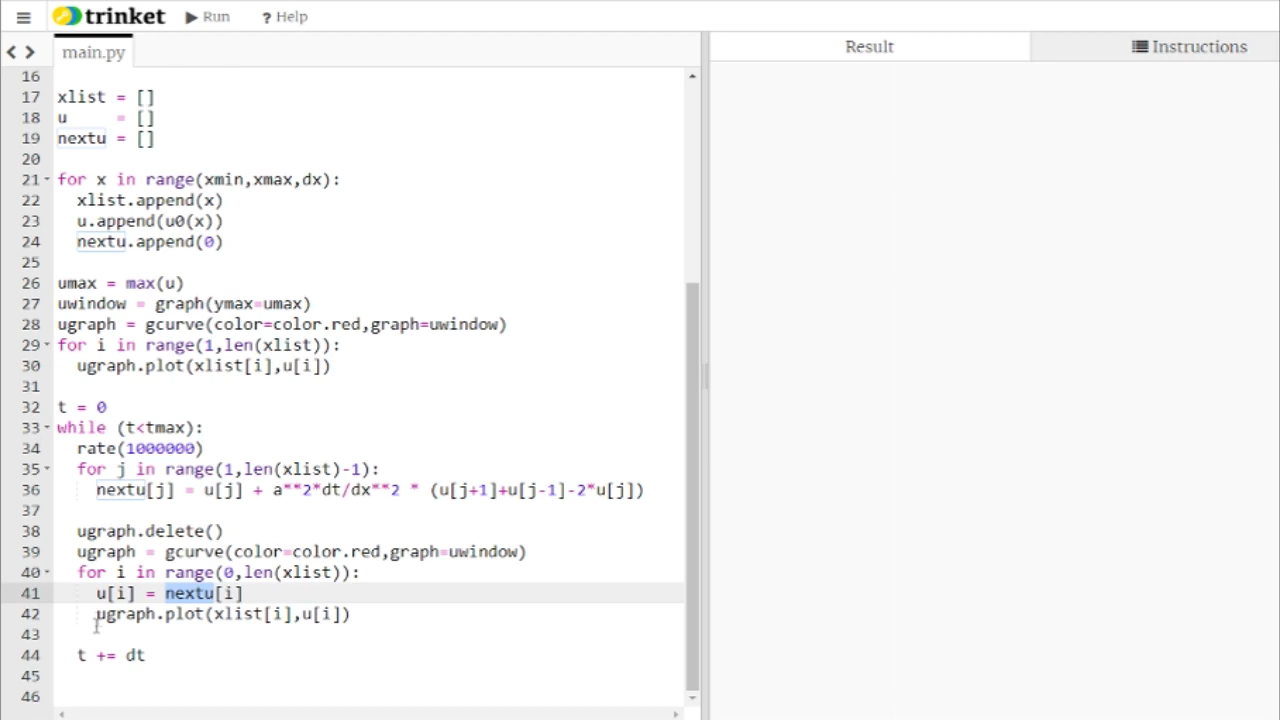 trinket Run ? Help
main.py Result Instructions
16
17 xlist = []
18 u = []
19 nextu = []
20
21 for x in range(xmin,xmax,dx):
22 xlist.append(x)
23 u.append(u0(x))
24 nextu.append(0)
25
26 umax = max(u)
27 uwindow = graph(ymax=umax)
28 ugraph = gcurve(color=color.red,graph=uwindow)
29 for i in range(1,len(xlist)):
30 ugraph.plot(xlist[i],u[i])
31
32 t = 0
33 while (t<tmax):
34 rate(1000000)
35 for j in range(1,len(xlist)-1):
36 nextu[j] = u[j] + a**2*dt/dx**2 * (u[j+1]+u[j-1]-2*u[j])
37
38 ugraph.delete()
39 ugraph = gcurve(color=color.red,graph=uwindow)
40 for i in range(0,len(xlist)):
41 u[i] = nextu[i]
42 ugraph.plot(xlist[i],u[i])
43
44 t += dt
45
46